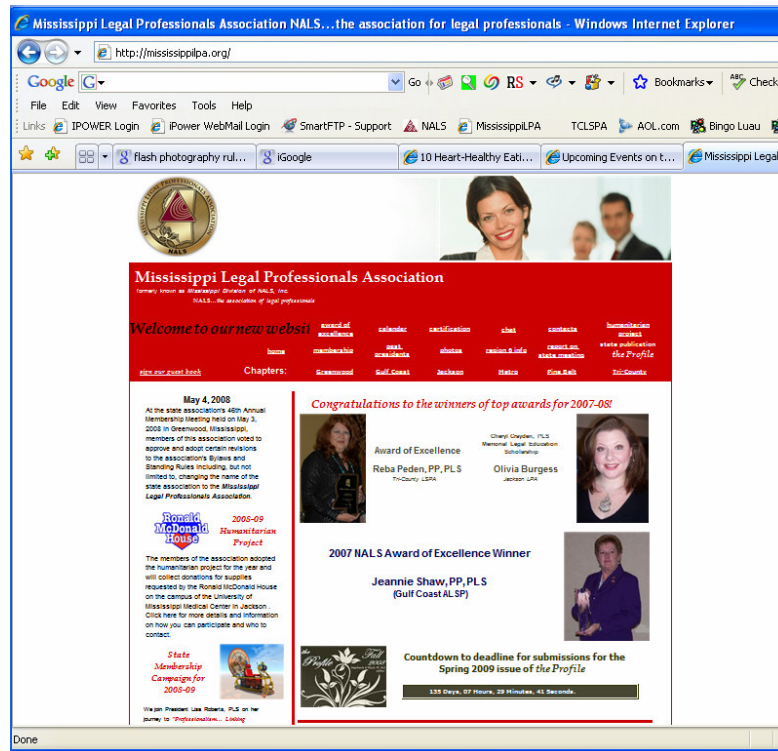 Mississippi Legal Professionals Association NALS...the association for legal professionals - Windows Internet Explorer
http://mississippilpa.org/
Google G Go RS Bookmarks ABC Check
File Edit View Favorites Tools Help
Links IPOWER Login iPower WebMail Login SmartFTP - Support NALS MississippiLPA TCLSPA AOL.com Bingo Luau
flash photography rul... iGoogle 10 Heart-Healthy Eati... Upcoming Events on t... Mississippi Legal
MISSISSIPPI LEGAL PROFESSIONALS ASSOCIATION
NALS
Mississippi Legal Professionals Association
formerly known as Mississippi Division of NALS, Inc.
NALS...the association of legal professionals
Welcome to our new websit
award of excellence calendar certification chat contacts humanitarian project
home membership past presidents photos region & info report on state meeting state publication the Profile
sign our guest book Chapters: Greenwood Gulf Coast Jackson Metro Pine Belt Tri-County
May 4, 2008
At the state association's 46th Annual
Membership Meeting held on May 3,
2008 in Greenwood, Mississippi,
members of this association voted to
approve and adopt certain revisions
to the association's Bylaws and
Standing Rules including, but not
limited to, changing the name of the
state association to the Mississippi
Legal Professionals Association.
Ronald
McDonald
House
2008-09
Humanitarian
Project
The members of the association adopted
the humanitarian project for the year and
will collect donations for supplies
requested by the Ronald McDonald House
on the campus of the University of
Mississippi Medical Center in Jackson .
Click here for more details and information
on how you can participate and who to
contact.
State
Membership
Campaign for
2008-09
We join President Lisa Roberts, PLS on her
journey to "Professionalism... Linking
Congratulations to the winners of top awards for 2007-08!
Award of Excellence
Reba Peden, PP, PLS
Tri-County LSPA
Cheryl Crayden, PLS
Memorial Legal Education
Scholarship
Olivia Burgess
Jackson LPA
2007 NALS Award of Excellence Winner
Jeannie Shaw, PP, PLS
(Gulf Coast ALSP)
the Profile Fall 2008
Countdown to deadline for submissions for the
Spring 2009 issue of the Profile
135 Days, 07 Hours, 29 Minutes, 41 Seconds.
Done